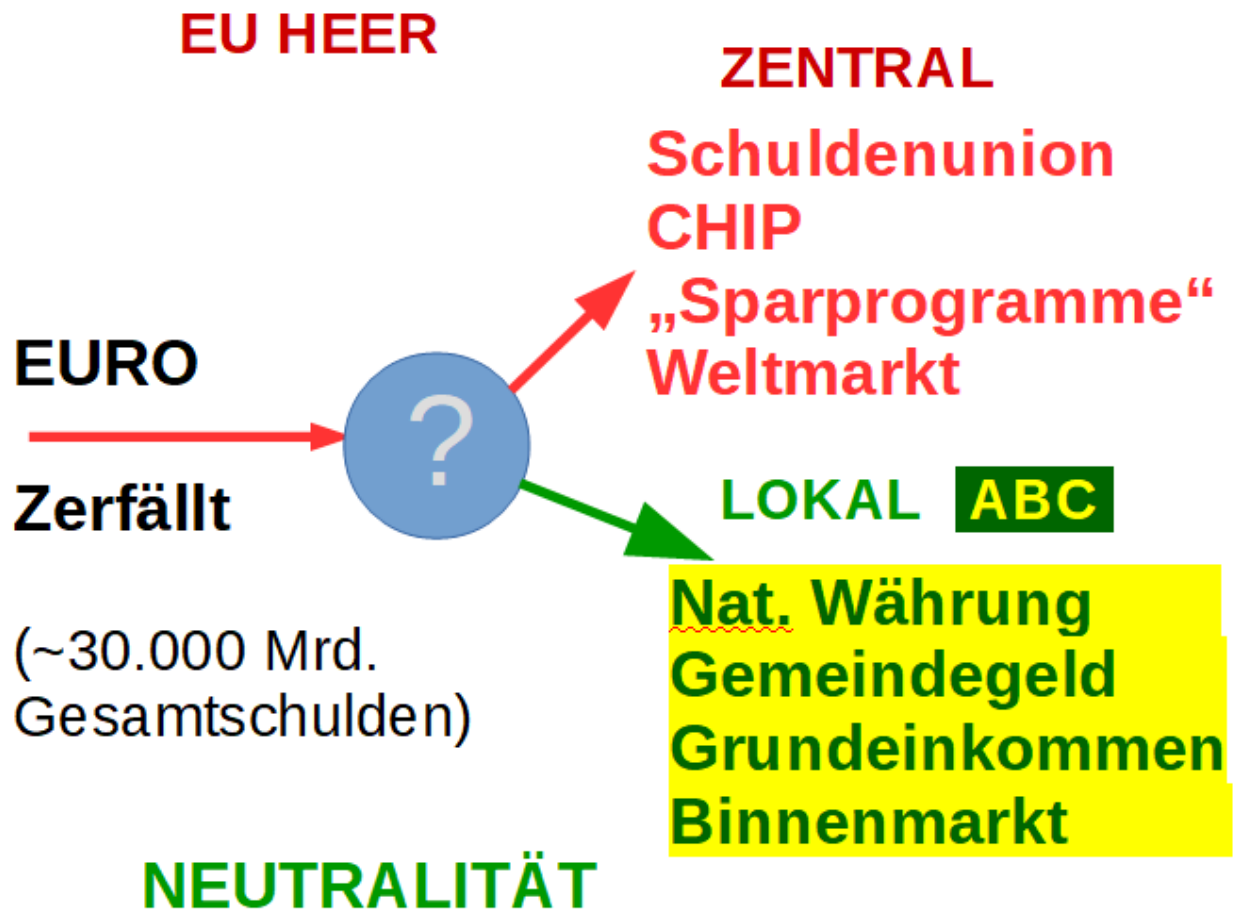 EU HEER
ZENTRAL
Schuldenunion
CHIP
„Sparprogramme“
Weltmarkt
EURO
?
Zerfällt
(~30.000 Mrd.
Gesamtschulden)
LOKAL ABC
Nat. Währung
Gemeindegeld
Grundeinkommen
Binnenmarkt
NEUTRALITÄT